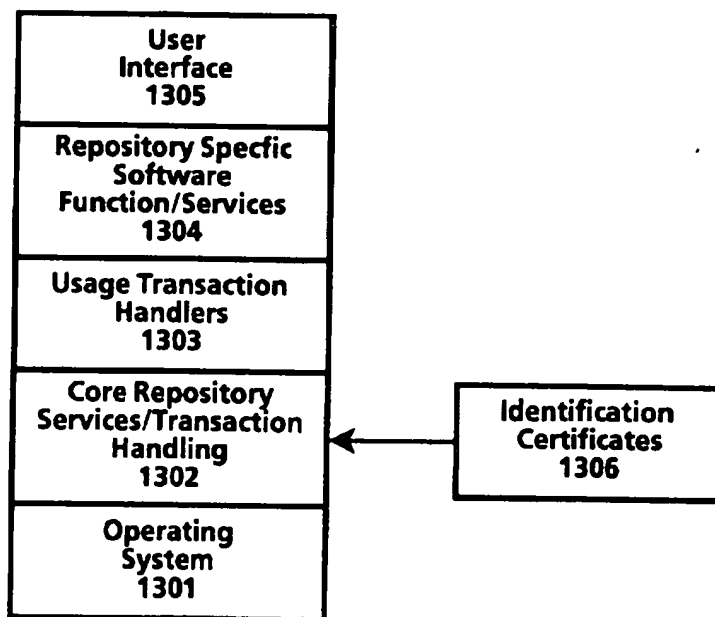 User
Interface
1305
Repository Specfic
Software
Function/Services
1304
Usage Transaction
Handlers
1303
Core Repository
Services/Transaction
Handling
1302
Identification
Certificates
1306
Operating
System
1301